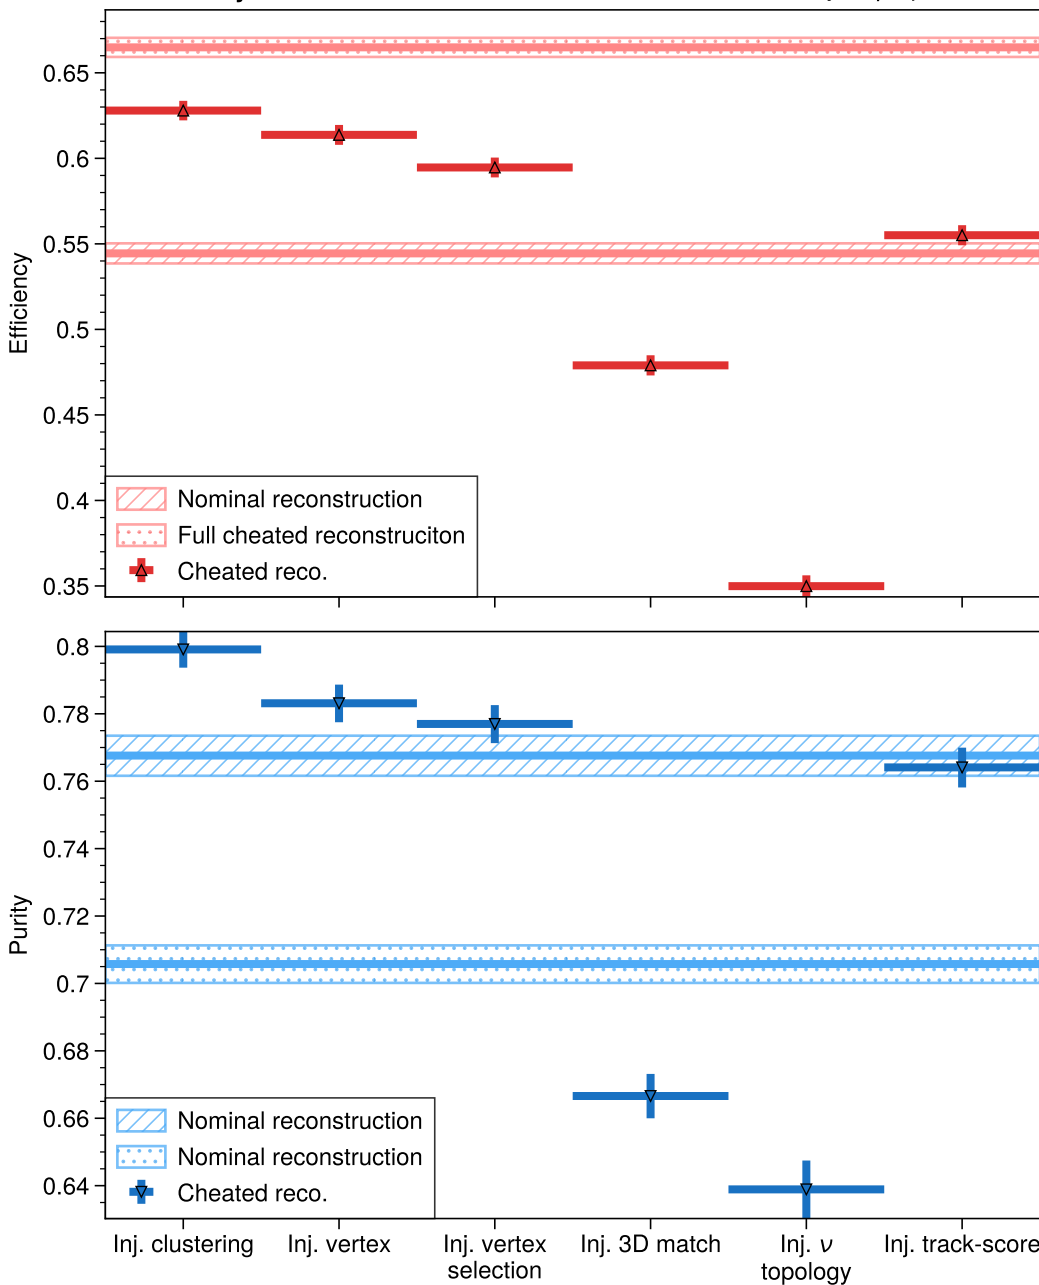 0.65
0.6
0.55
0.5
0.45
0.4
0.35
Efficiency
Nominal reconstruction
Full cheated reconstruciton
Cheated reco.
0.8
0.78
0.76
0.74
0.72
0.7
0.68
0.66
0.64
Purity
Nominal reconstruction
Nominal reconstruction
Cheated reco.
Inj. clustering
Inj. vertex
Inj. vertex
selection
Inj. 3D match
Inj. ν
topology
Inj. track-score